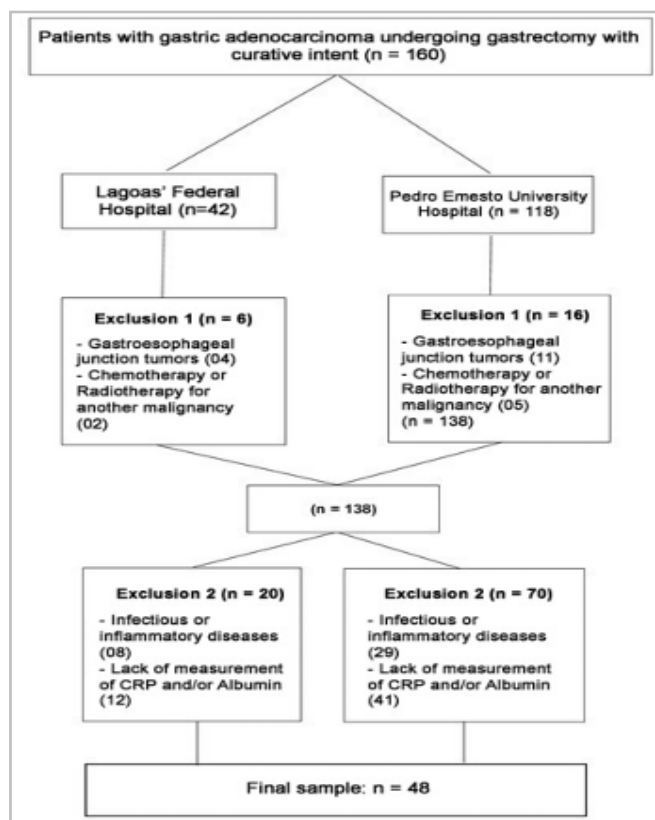 Patients with gastric adenocarcinoma undergoing gastrectomy with
curative intent (n = 160)
Lagoas' Federal
Hospital (n=42)
Pedro Ernesto University
Hospital (n = 118)
Exclusion 1 (n = 6)
- Gastroesophageal
junction tumors (04)
- Chemotherapy or
Radiotherapy for
another malignancy
(02)
Exclusion 1 (n = 16)
- Gastroesophageal
junction tumors (11)
- Chemotherapy or
Radiotherapy for another
malignancy (05)
(n = 138)
(n = 138)
Exclusion 2 (n = 20)
- Infectious or
inflammatory diseases
(08)
- Lack of measurement
of CRP and/or Albumin
(12)
Exclusion 2 (n = 70)
- Infectious or
inflammatory diseases
(29)
- Lack of measurement
of CRP and/or Albumin
(41)
Final sample: n = 48